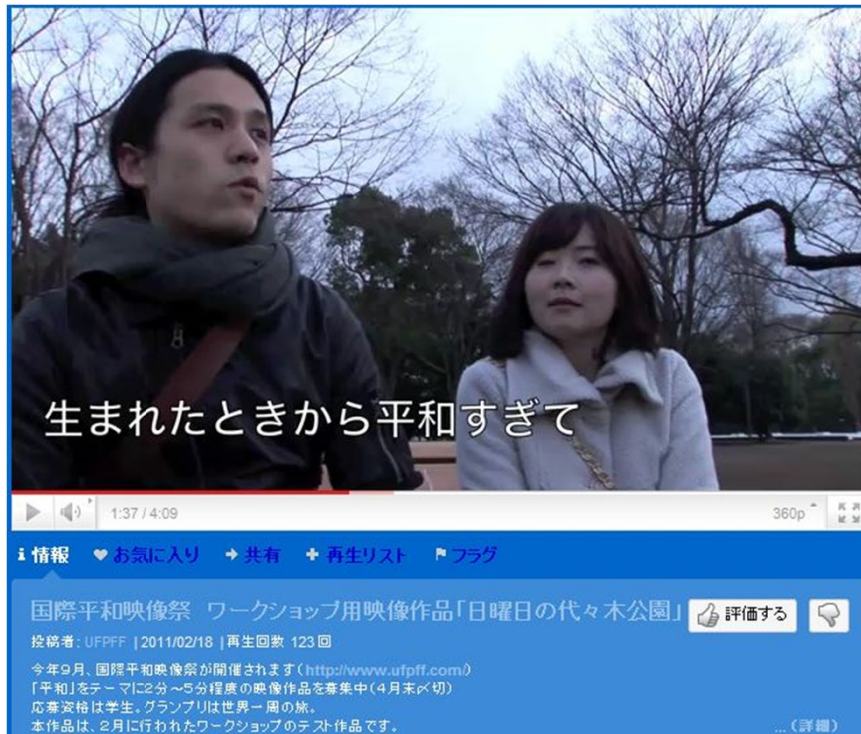 生まれたときから平和すぎて
1:37 / 4:09
360p
情報 お気に入り 共有 再生リスト フラグ
国際平和映像祭 ワークショップ用映像作品「日曜日の代々木公園」 評価する
投稿者: UFPFF | 2011/02/18 | 再生回数 123回
今年9月、国際平和映像祭が開催されます(http://www.ufpff.com/)
「平和」をテーマに2分～5分程度の映像作品を募集中(4月末〆切)
応募資格は学生。グランプリは世界一周の旅。
本作品は、2月に行われたワークショップのテスト作品です。 ...(詳細)